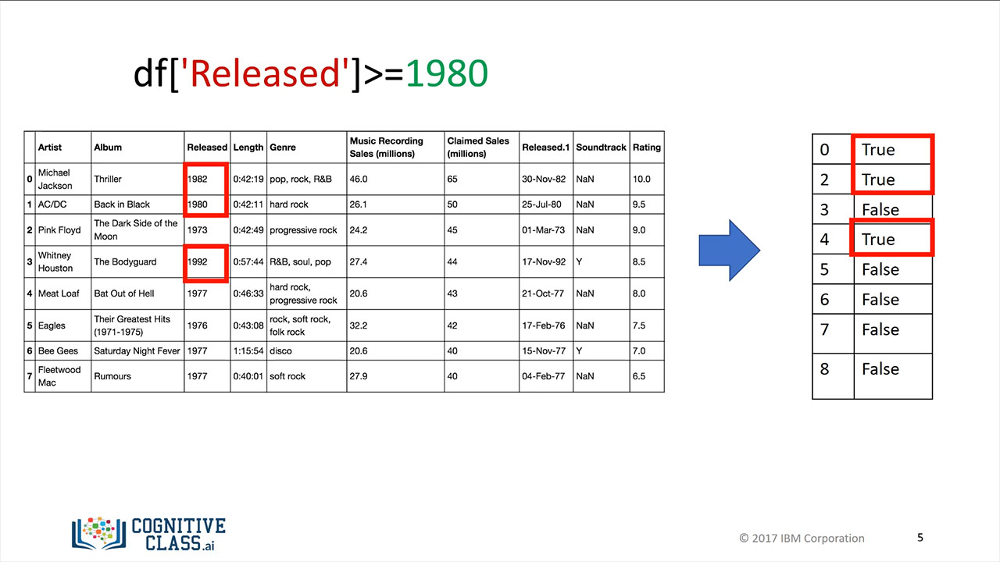 df['Released']>=1980
Artist Album Released Length Genre Music Recording Sales (millions) Claimed Sales (millions) Released.1 Soundtrack Rating
0 Michael Jackson Thriller 1982 0:42:19 pop, rock, R&B 46.0 65 30-Nov-82 NaN 10.0
1 AC/DC Back in Black 1980 0:42:11 hard rock 26.1 50 25-Jul-80 NaN 9.5
2 Pink Floyd The Dark Side of the Moon 1973 0:42:49 progressive rock 24.2 45 01-Mar-73 NaN 9.0
3 Whitney Houston The Bodyguard 1992 0:57:44 R&B, soul, pop 27.4 44 17-Nov-92 Y 8.5
4 Meat Loaf Bat Out of Hell 1977 0:46:33 hard rock, progressive rock 20.6 43 21-Oct-77 NaN 8.0
5 Eagles Their Greatest Hits (1971-1975) 1976 0:43:08 rock, soft rock, folk rock 32.2 42 17-Feb-76 NaN 7.5
6 Bee Gees Saturday Night Fever 1977 1:15:54 disco 20.6 40 15-Nov-77 Y 7.0
7 Fleetwood Mac Rumours 1977 0:40:01 soft rock 27.9 40 04-Feb-77 NaN 6.5
0 True
2 True
3 False
4 True
5 False
6 False
7 False
8 False
COGNITIVE
CLASS.ai
© 2017 IBM Corporation
5